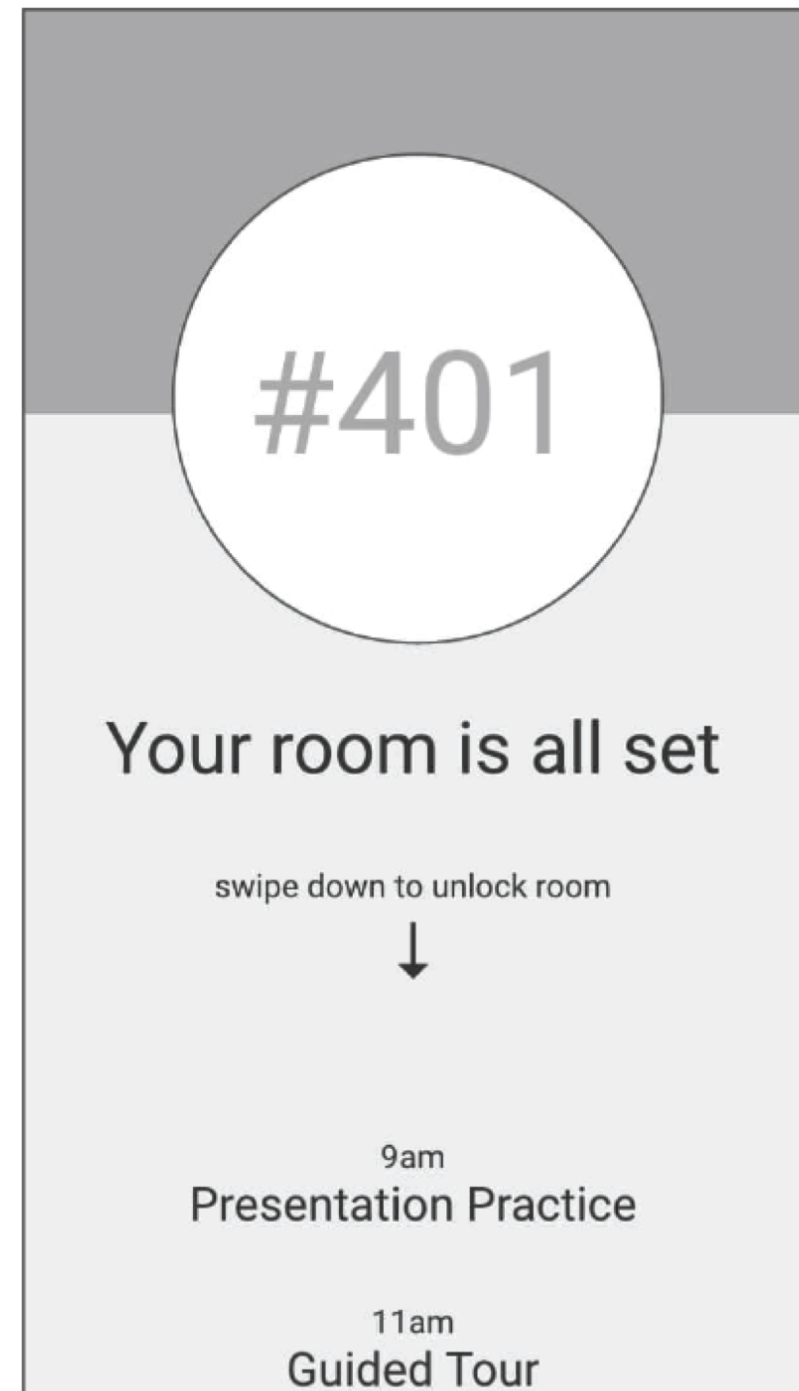 #401
Your room is all set
swipe down to unlock room
9am
Presentation Practice
11am
Guided Tour